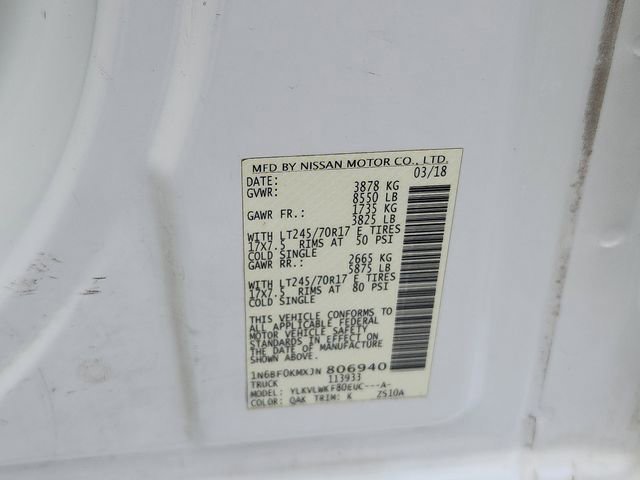 MFD BY NISSAN MOTOR CO., LTD.
DATE: 03/18
GVWR: 3878 KG
8550 LB
GAWR FR.: 1735 KG
3825 LB
WITH LT245/70R17 E TIRES
17X7.5 RIMS AT 50 PSI
COLD SINGLE
GAWR RR.: 2665 KG
5875 LB
WITH LT245/70R17 E TIRES
17X7.5 RIMS AT 80 PSI
COLD SINGLE
THIS VEHICLE CONFORMS TO
ALL APPLICABLE FEDERAL
MOTOR VEHICLE SAFETY
STANDARDS IN EFFECT ON
THE DATE OF MANUFACTURE
SHOWN ABOVE.
1N6BF0KMXJN 806940
TRUCK 113933
MODEL: YLKVLWKF80EUC---A-
COLOR: QAK TRIM: K ZS10A